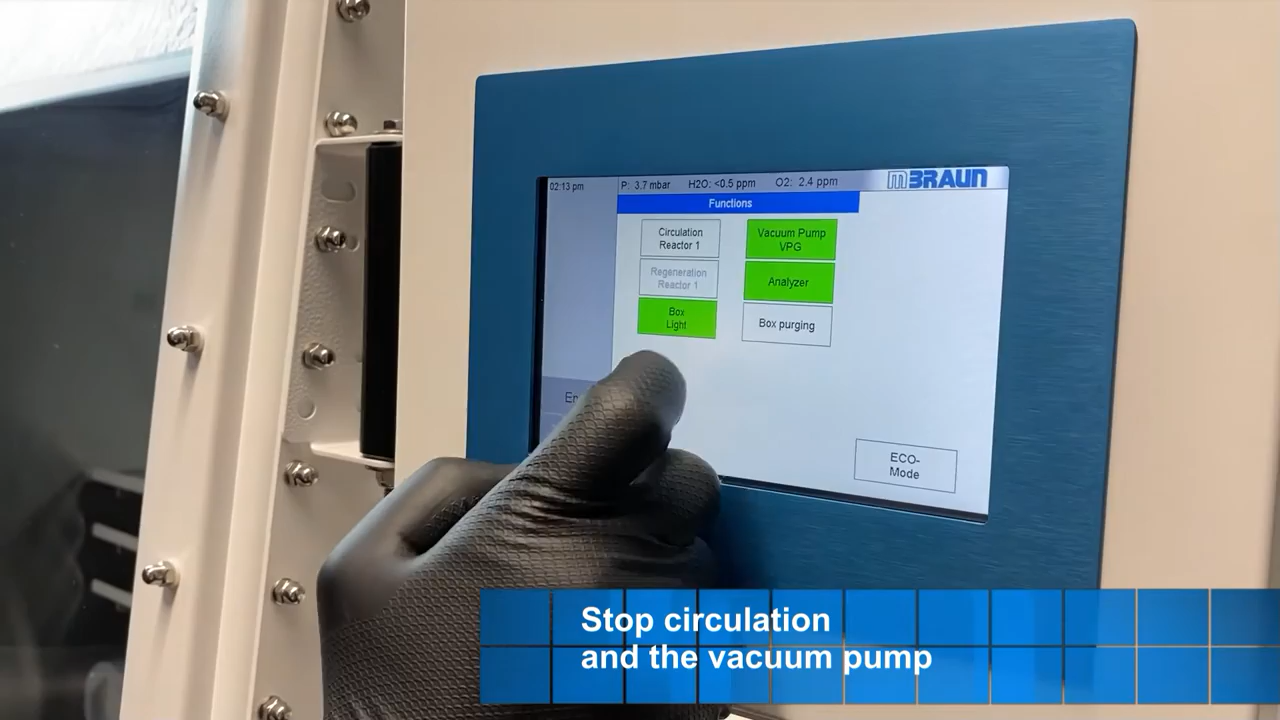 02:13 pm
P: 3.7 mbar H2O: <0.5 ppm O2: 2.4 ppm
mBRAUN
Functions
Circulation
Reactor 1
Vacuum Pump
VPG
Regeneration
Reactor 1
Analyzer
Box
Light
Box purging
ECO-
Mode
Stop circulation
and the vacuum pump